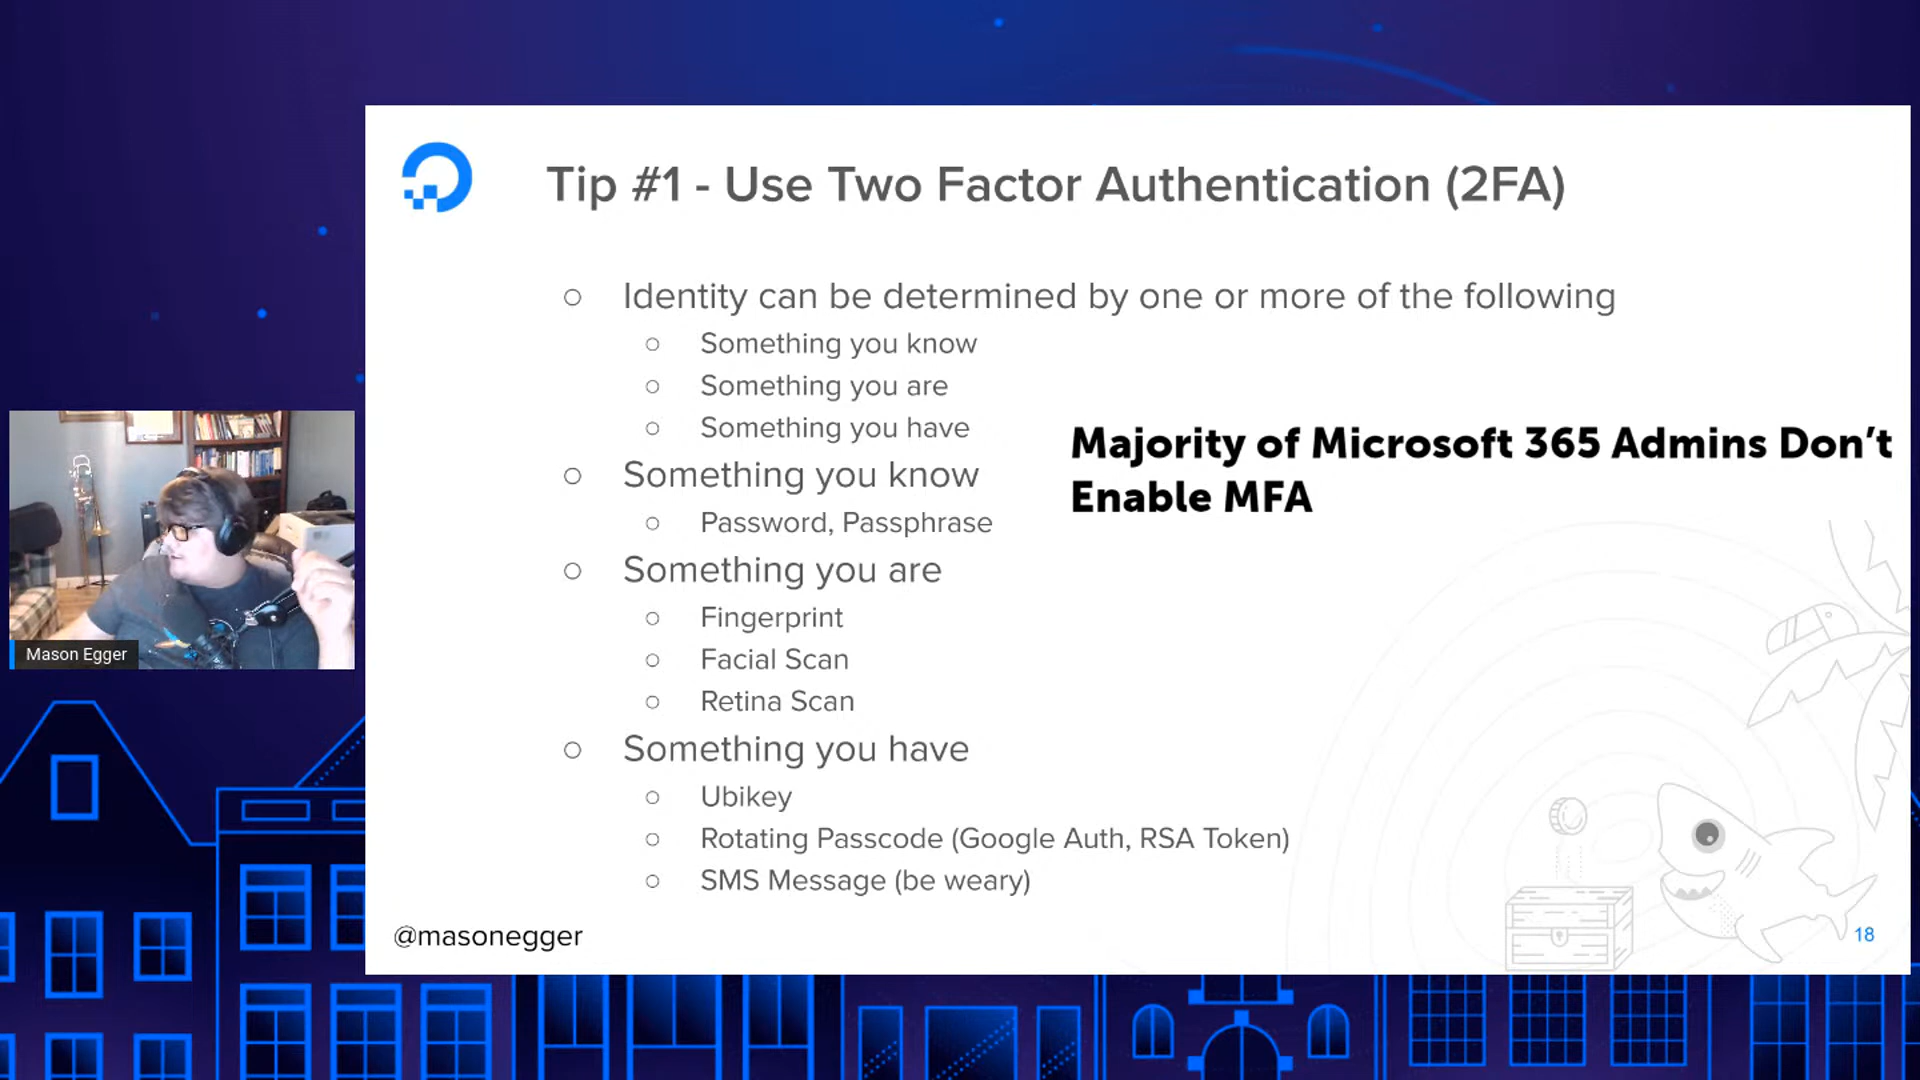 Tip #1 - Use Two Factor Authentication (2FA)
Identity can be determined by one or more of the following
Something you know
Something you are
Something you have
Something you know
Password, Passphrase
Something you are
Fingerprint
Facial Scan
Retina Scan
Something you have
Ubikey
Rotating Passcode (Google Auth, RSA Token)
SMS Message (be weary)
Majority of Microsoft 365 Admins Don’t
Enable MFA
Mason Egger
@masonegger
18